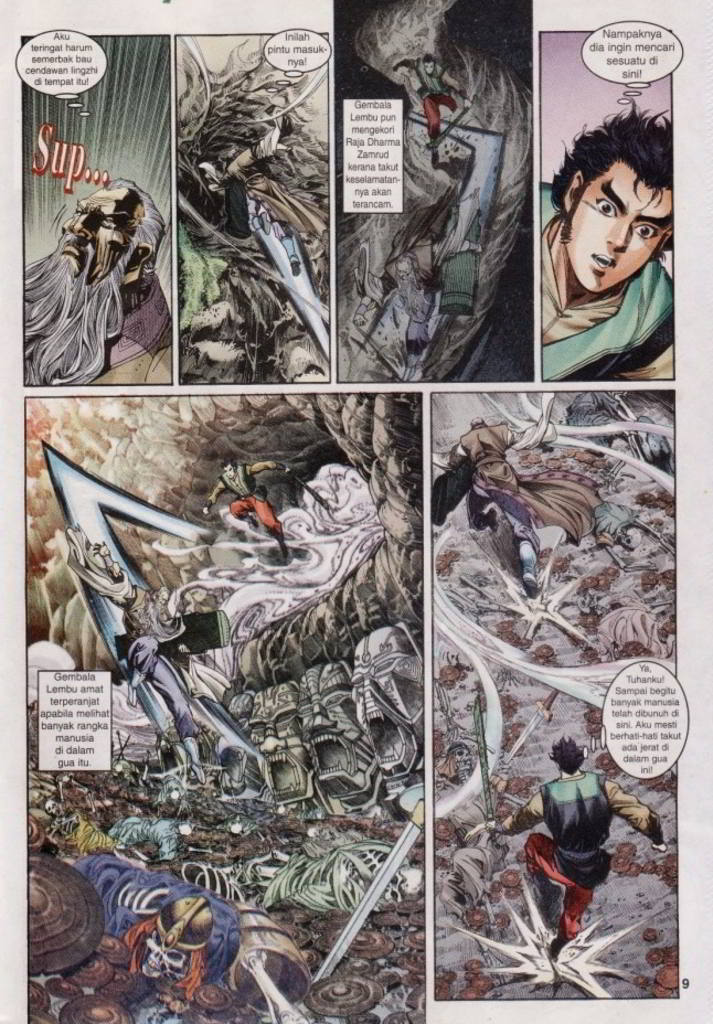 Aku
teringat harum
semerbak bau
cendawan lingzhi
di tempat itu!
Sup...
Inilah
pintu masuk-
nya!
Gembala
Lembu pun
mengekori
Raja Dharma
Zamrud
kerana takut
keselamatan-
nya akan
terancam.
Nampaknya
dia ingin mencari
sesuatu di
sini!
Gembala
Lembu amat
terperanjat
apabila melihat
banyak rangka
manusia
di dalam
gua itu.
Ya,
Tuhanku!
Sampai begitu
banyak manusia
telah dibunuh di
sini. Aku mesti
berhati-hati takut
ada jerat di
dalam gua
ini!
9